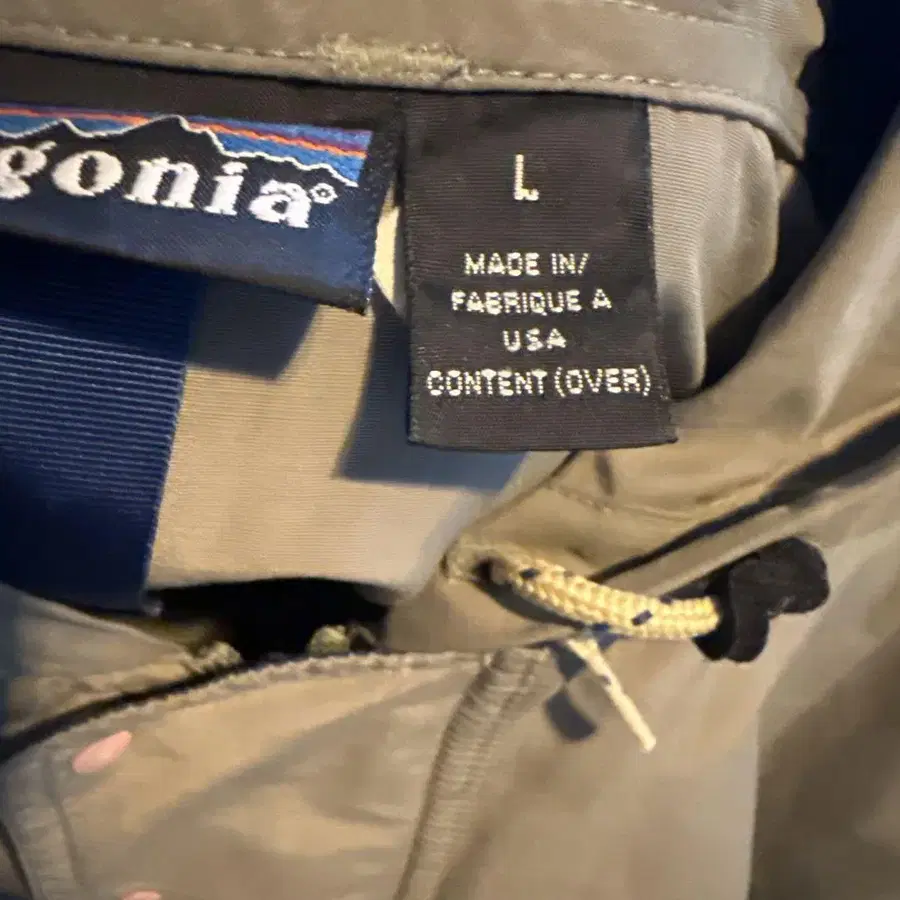 gonia®
L
MADE IN/
FABRIQUE A
USA
CONTENT (OVER)